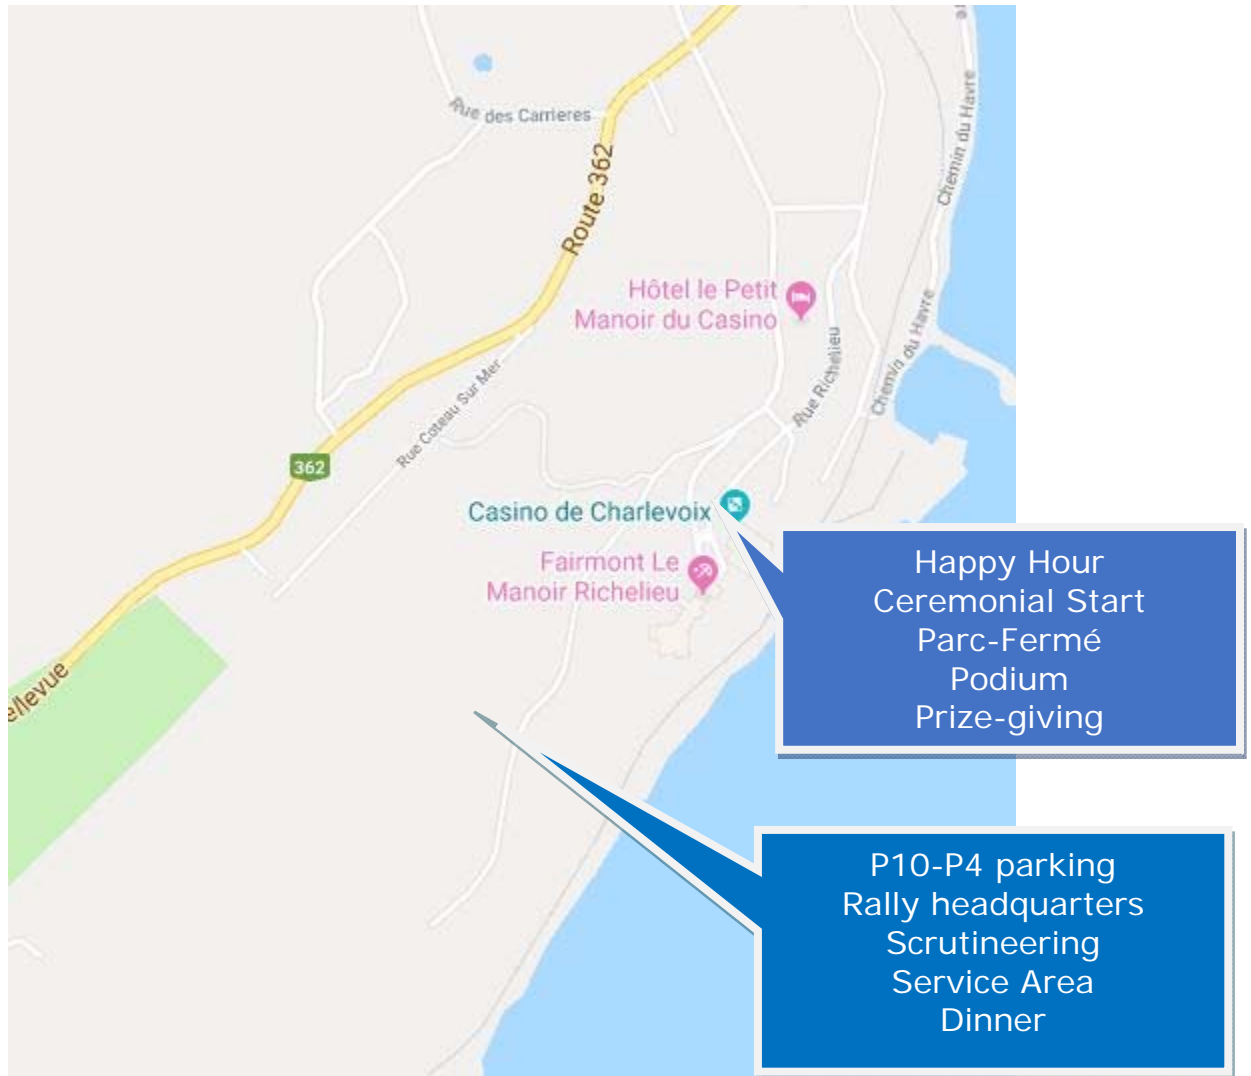 Rue des Carrieres
Route 362
Chemin du Havre
Hôtel le Petit
Manoir du Casino
Rue Richelieu
Chemin du Havre
Rue Coteau Sur Mer
362
Casino de Charlevoix
Fairmont Le
Manoir Richelieu
ellevue
Happy Hour
Ceremonial Start
Parc-Fermé
Podium
Prize-giving
P10-P4 parking
Rally headquarters
Scrutineering
Service Area
Dinner